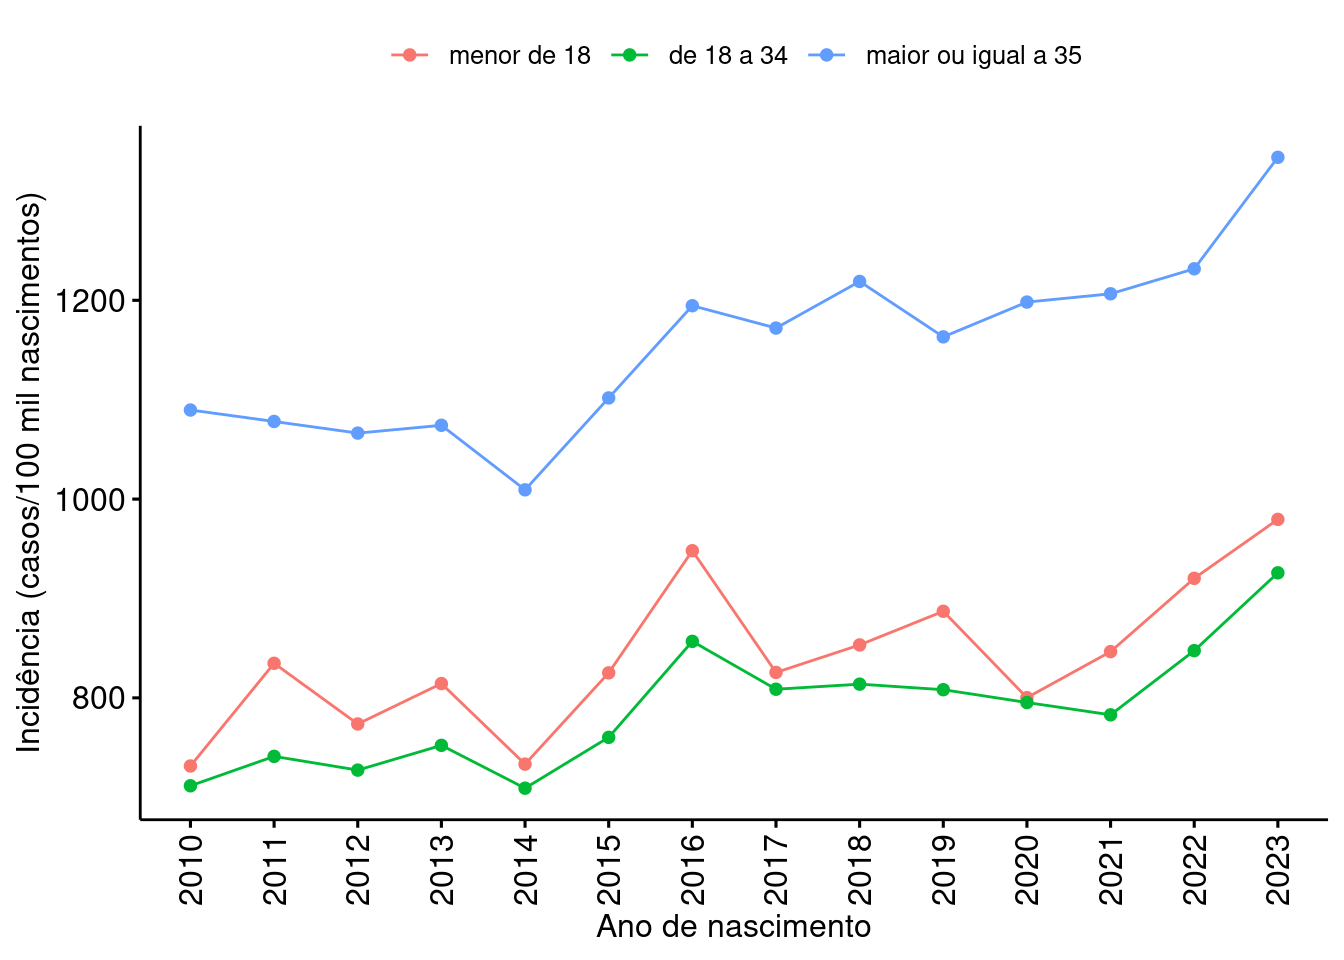 menor de 18 de 18 a 34 maior ou igual a 35
Incidência (casos/100 mil nascimentos)
1200
1000
800
2010 2011 2012 2013 2014 2015 2016 2017 2018 2019 2020 2021 2022 2023
Ano de nascimento